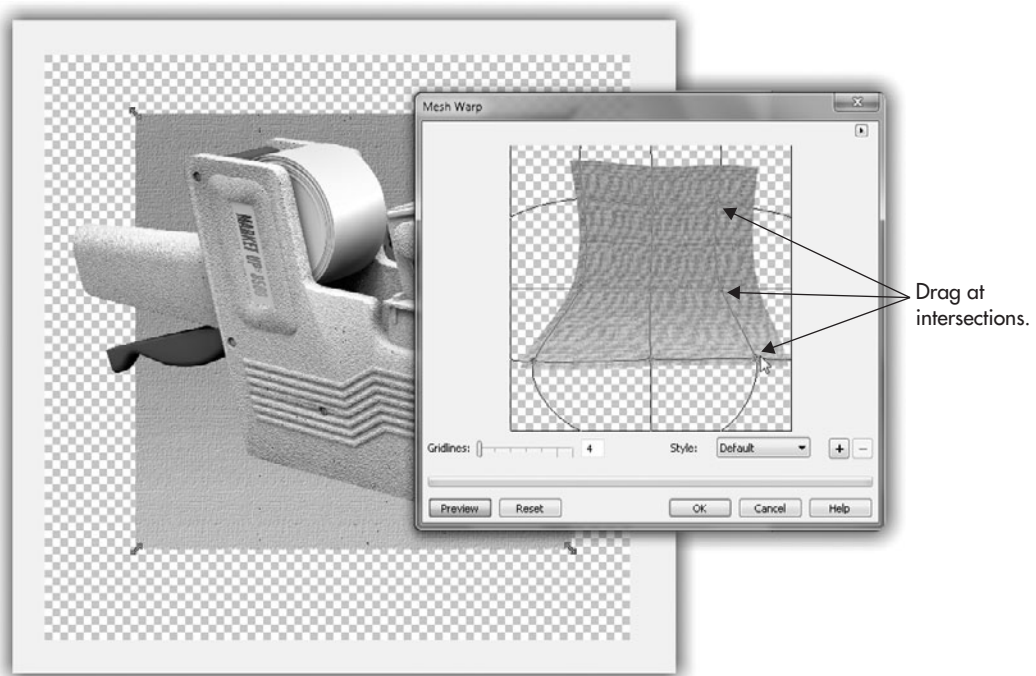 Mesh Warp
Drag at
intersections.
Gridlines:
4
Style:
Default
Preview
Reset
OK
Cancel
Help